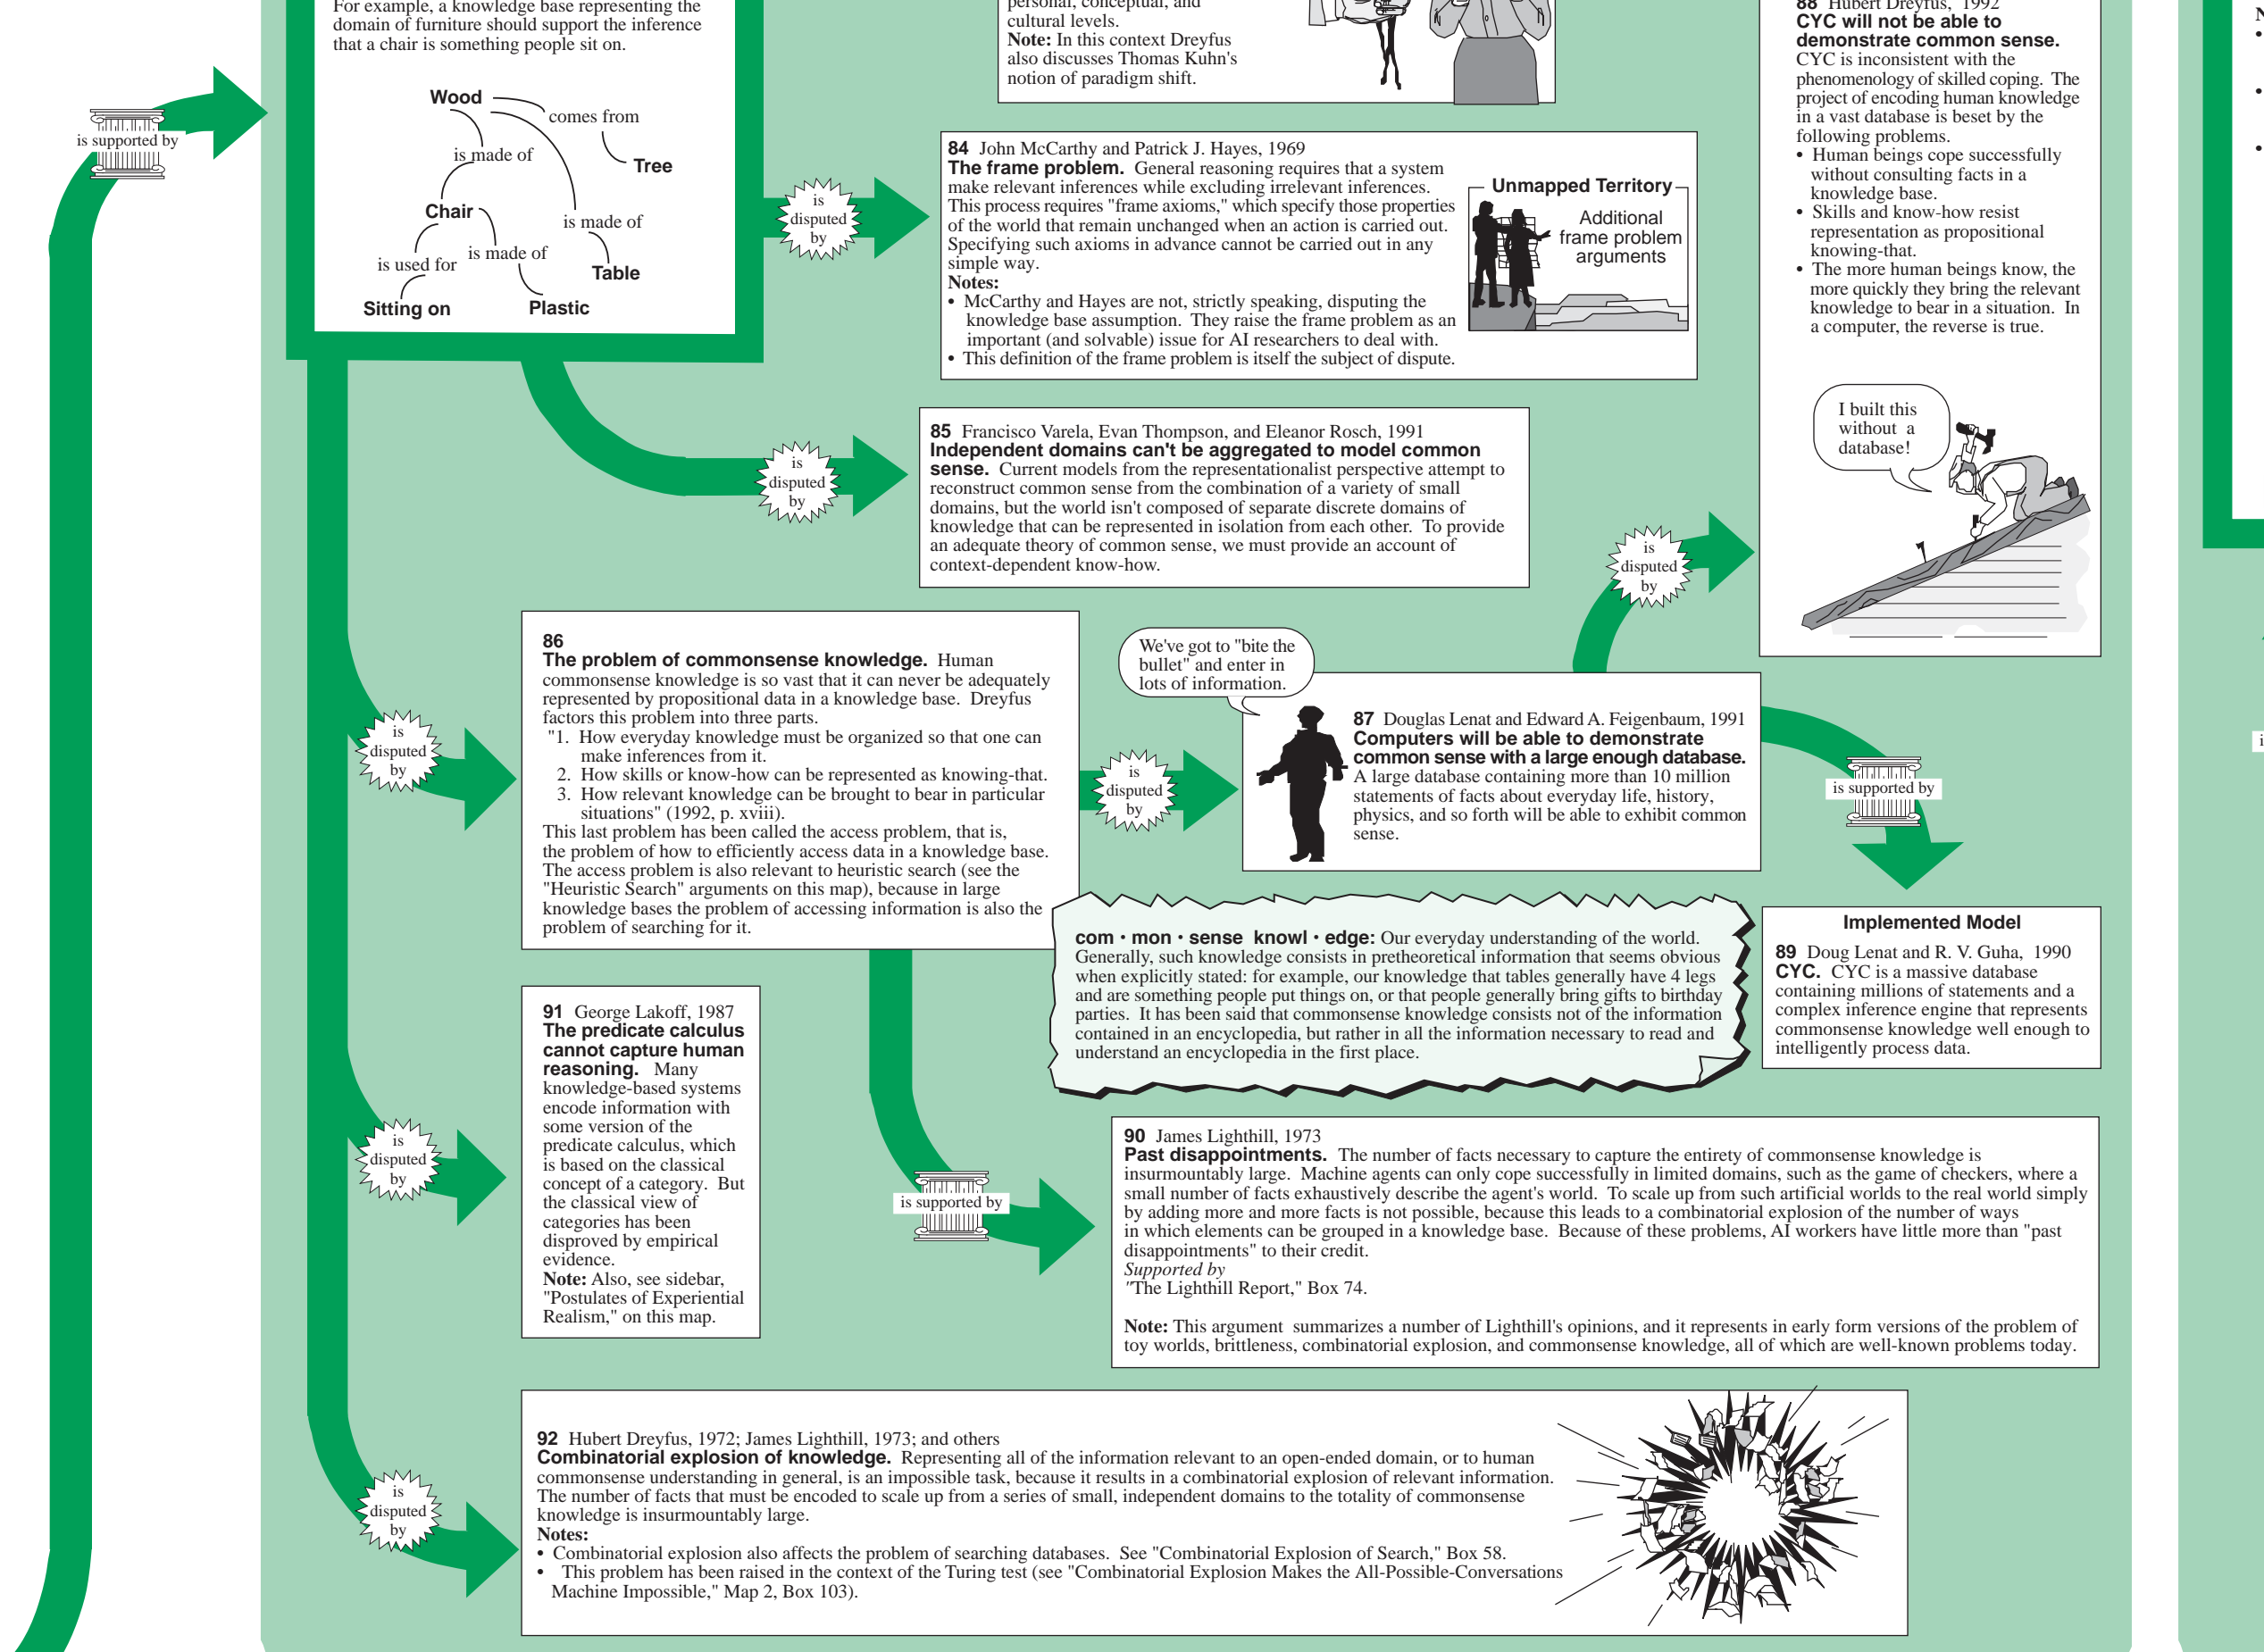 For example, a knowledge base representing the
domain of furniture should support the inference
that a chair is something people sit on.
Wood
comes from
is made of
Tree
Chair
is made of
is made of
is used for
Table
Sitting on
Plastic
is supported by
personal, conceptual, and
cultural levels.
Note: In this context Dreyfus
also discusses Thomas Kuhn's
notion of paradigm shift.
is
disputed
by
84 John McCarthy and Patrick J. Hayes, 1969
The frame problem. General reasoning requires that a system
make relevant inferences while excluding irrelevant inferences.
This process requires "frame axioms," which specify those properties
of the world that remain unchanged when an action is carried out.
Specifying such axioms in advance cannot be carried out in any
simple way.
Notes:
• McCarthy and Hayes are not, strictly speaking, disputing the
knowledge base assumption. They raise the frame problem as an
important (and solvable) issue for AI researchers to deal with.
• This definition of the frame problem is itself the subject of dispute.
Unmapped Territory
Additional
frame problem
arguments
is
disputed
by
85 Francisco Varela, Evan Thompson, and Eleanor Rosch, 1991
Independent domains can't be aggregated to model common
sense. Current models from the representationalist perspective attempt to
reconstruct common sense from the combination of a variety of small
domains, but the world isn't composed of separate discrete domains of
knowledge that can be represented in isolation from each other. To provide
an adequate theory of common sense, we must provide an account of
context-dependent know-how.
is
disputed
by
88 Hubert Dreyfus, 1992
CYC will not be able to
demonstrate common sense.
CYC is inconsistent with the
phenomenology of skilled coping. The
project of encoding human knowledge
in a vast database is beset by the
following problems.
• Human beings cope successfully
without consulting facts in a
knowledge base.
• Skills and know-how resist
representation as propositional
knowing-that.
• The more human beings know, the
more quickly they bring the relevant
knowledge to bear in a situation. In
a computer, the reverse is true.
I built this
without a
database!
is
disputed
by
86
The problem of commonsense knowledge. Human
commonsense knowledge is so vast that it can never be adequately
represented by propositional data in a knowledge base. Dreyfus
factors this problem into three parts.
"1. How everyday knowledge must be organized so that one can
make inferences from it.
2. How skills or know-how can be represented as knowing-that.
3. How relevant knowledge can be brought to bear in particular
situations" (1992, p. xviii).
This last problem has been called the access problem, that is,
the problem of how to efficiently access data in a knowledge base.
The access problem is also relevant to heuristic search (see the
"Heuristic Search" arguments on this map), because in large
knowledge bases the problem of accessing information is also the
problem of searching for it.
is
disputed
by
We've got to "bite the
bullet" and enter in
lots of information.
87 Douglas Lenat and Edward A. Feigenbaum, 1991
Computers will be able to demonstrate
common sense with a large enough database.
A large database containing more than 10 million
statements of facts about everyday life, history,
physics, and so forth will be able to exhibit common
sense.
is supported by
Implemented Model
89 Doug Lenat and R. V. Guha, 1990
CYC. CYC is a massive database
containing millions of statements and a
complex inference engine that represents
commonsense knowledge well enough to
intelligently process data.
com • mon • sense knowl • edge: Our everyday understanding of the world.
Generally, such knowledge consists in pretheoretical information that seems obvious
when explicitly stated: for example, our knowledge that tables generally have 4 legs
and are something people put things on, or that people generally bring gifts to birthday
parties. It has been said that commonsense knowledge consists not of the information
contained in an encyclopedia, but rather in all the information necessary to read and
understand an encyclopedia in the first place.
is
disputed
by
91 George Lakoff, 1987
The predicate calculus
cannot capture human
reasoning. Many
knowledge-based systems
encode information with
some version of the
predicate calculus, which
is based on the classical
concept of a category. But
the classical view of
categories has been
disproved by empirical
evidence.
Note: Also, see sidebar,
"Postulates of Experiential
Realism," on this map.
is supported by
90 James Lighthill, 1973
Past disappointments. The number of facts necessary to capture the entirety of commonsense knowledge is
insurmountably large. Machine agents can only cope successfully in limited domains, such as the game of checkers, where a
small number of facts exhaustively describe the agent's world. To scale up from such artificial worlds to the real world simply
by adding more and more facts is not possible, because this leads to a combinatorial explosion of the number of ways
in which elements can be grouped in a knowledge base. Because of these problems, AI workers have little more than "past
disappointments" to their credit.
Supported by
"The Lighthill Report," Box 74.
Note: This argument summarizes a number of Lighthill's opinions, and it represents in early form versions of the problem of
toy worlds, brittleness, combinatorial explosion, and commonsense knowledge, all of which are well-known problems today.
is
disputed
by
92 Hubert Dreyfus, 1972; James Lighthill, 1973; and others
Combinatorial explosion of knowledge. Representing all of the information relevant to an open-ended domain, or to human
commonsense understanding in general, is an impossible task, because it results in a combinatorial explosion of relevant information.
The number of facts that must be encoded to scale up from a series of small, independent domains to the totality of commonsense
knowledge is insurmountably large.
Notes:
• Combinatorial explosion also affects the problem of searching databases. See "Combinatorial Explosion of Search," Box 58.
• This problem has been raised in the context of the Turing test (see "Combinatorial Explosion Makes the All-Possible-Conversations
Machine Impossible," Map 2, Box 103).